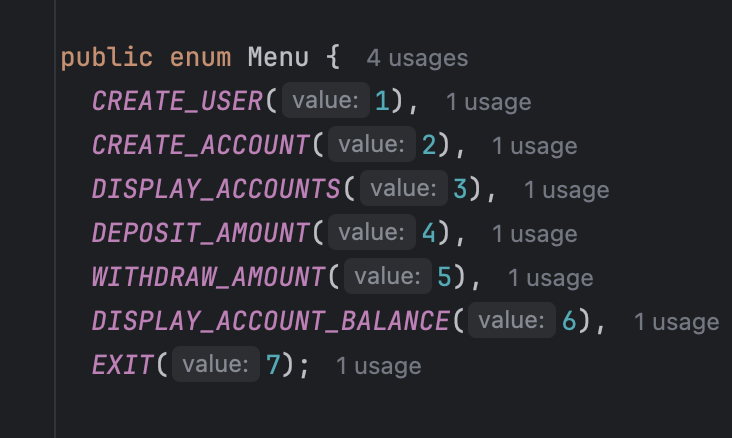 public enum Menu { 4 usages
CREATE_USER( value: 1), 1 usage
CREATE_ACCOUNT( value: 2), 1 usage
DISPLAY_ACCOUNTS( value: 3), 1 usage
DEPOSIT_AMOUNT( value: 4), 1 usage
WITHDRAW_AMOUNT( value: 5), 1 usage
DISPLAY_ACCOUNT_BALANCE( value: 6), 1 usage
EXIT( value: 7); 1 usage